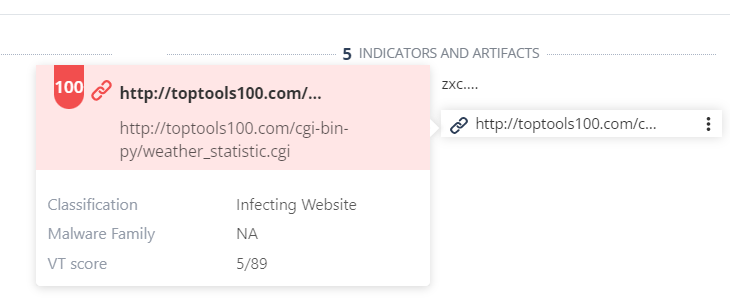 5 INDICATORS AND ARTIFACTS
100 http://toptools100.com/...
http://toptools100.com/cgi-bin-
py/weather_statistic.cgi
Classification Infecting Website
Malware Family NA
VT score 5/89
zxc....
http://toptools100.com/c...